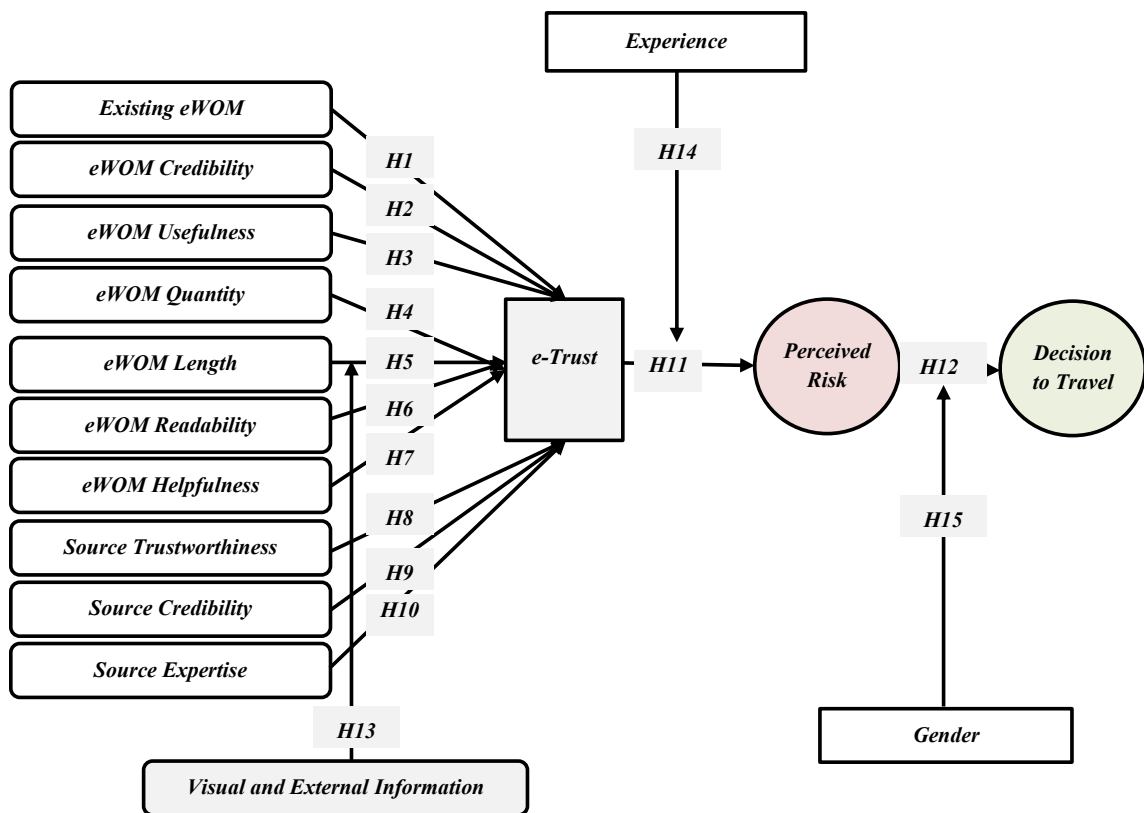 Experience
Existing eWOM
H1
H14
eWOM Credibility
H2
eWOM Usefulness
H3
eWOM Quantity
H4
eWOM Length
H5
e-Trust
H11
Perceived
Risk
H12
Decision
to Travel
eWOM Readability
H6
eWOM Helpfulness
H7
Source Trustworthiness
H8
H15
Source Credibility
H9
H10
Source Expertise
H13
Gender
Visual and External Information